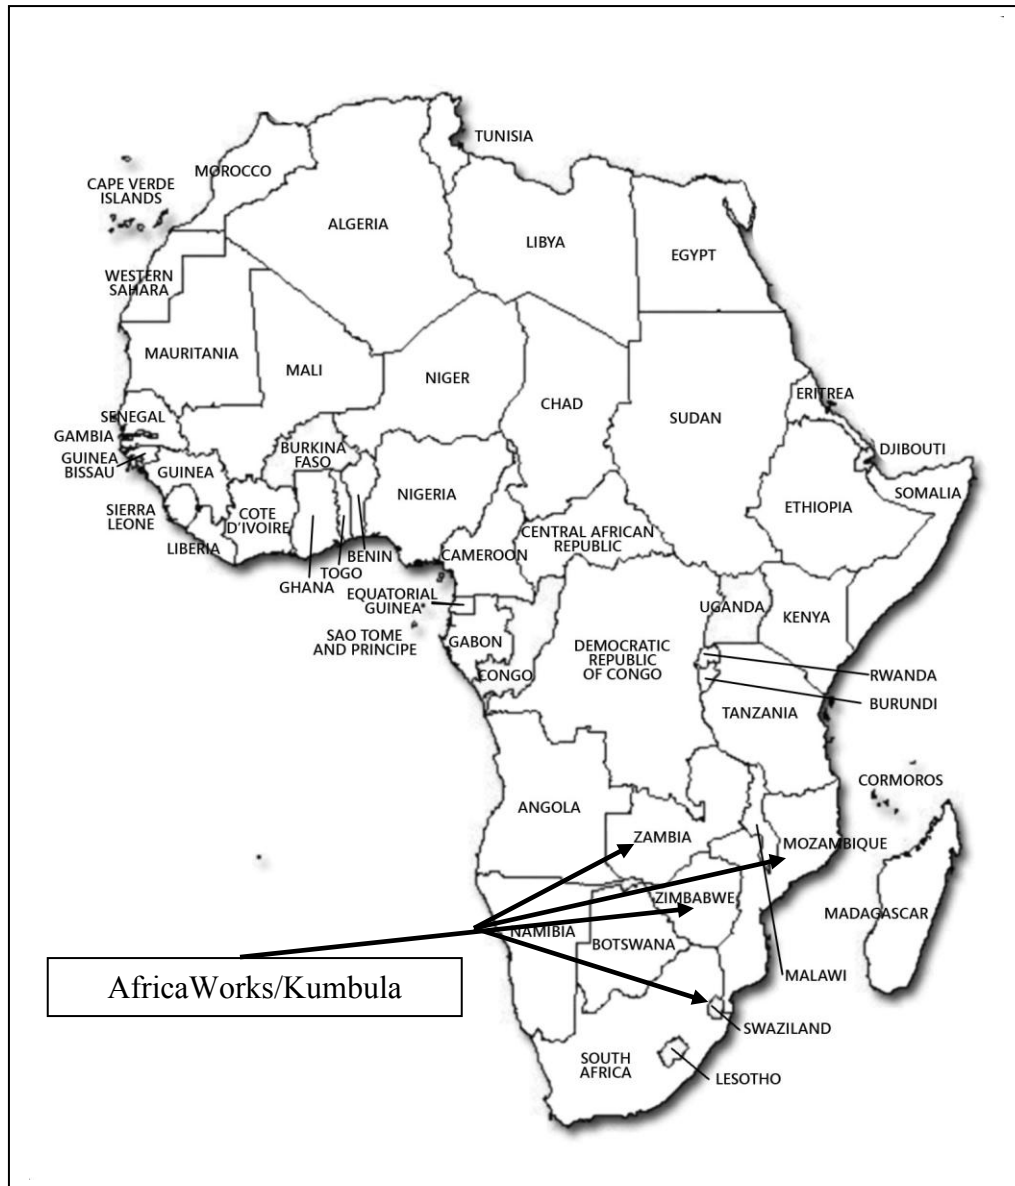 TUNISIA
MOROCCO
CAPE VERDE
ISLANDS
ALGERIA
LIBYA
EGYPT
WESTERN
SAHARA
MAURITANIA
MALI
NIGER
CHAD
SUDAN
ERITREA
SENEGAL
GAMBIA
GUINEA
BISSAU
GUINEA
BURKINA
FASO
NIGERIA
DJIBOUTI
SOMALIA
ETHIOPIA
SIERRA
LEONE
COTE
D'IVOIRE
LIBERIA
GHANA
TOGO
BENIN
CAMEROON
CENTRAL AFRICAN
REPUBLIC
EQUATORIAL
GUINEA
SAO TOME
AND PRINCIPE
GABON
CONGO
DEMOCRATIC
REPUBLIC
OF CONGO
UGANDA
KENYA
RWANDA
BURUNDI
TANZANIA
CORMOROS
ANGOLA
ZAMBIA
MOZAMBIQUE
ZIMBABWE
MADAGASCAR
NAMIBIA
BOTSWANA
MALAWI
AfricaWorks/Kumbula
SWAZILAND
SOUTH
AFRICA
LESOTHO